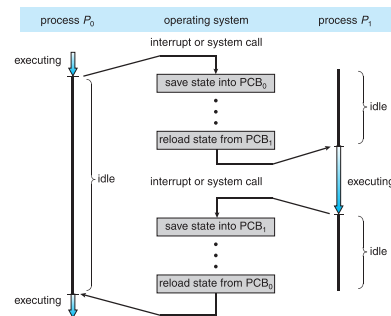 process P0 operating system process P1
interrupt or system call
executing
save state into PCB0
idle
reload state from PCB1
idle
interrupt or system call
executing
save state into PCB1
idle
reload state from PCB0
executing